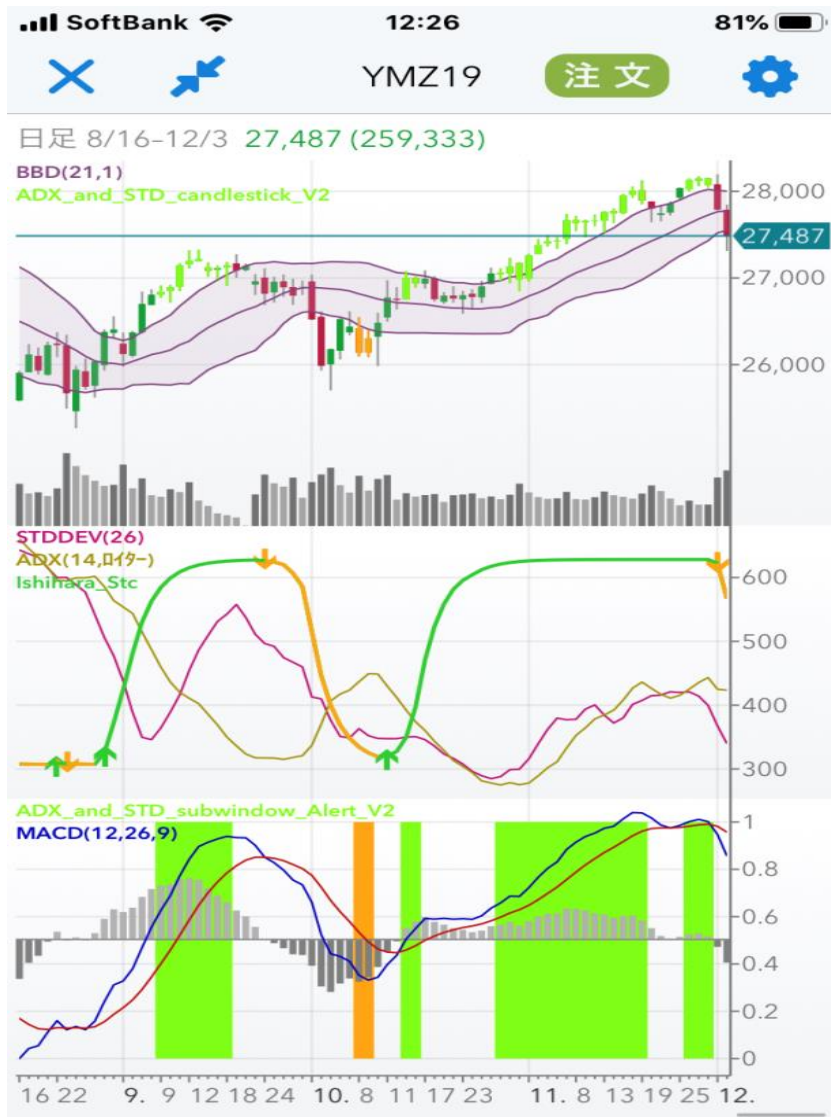 SoftBank 12:26 81%
YMZ19 注文
日足 8/16-12/3 27,487 (259,333)
BBD(21,1)
ADX_and_STD_candlestick_V2
28,000
27,487
27,000
26,000
STDDEV(26)
ADX(14,ロイター)
Ishihara_Stc
600
500
400
300
ADX_and_STD_subwindow_Alert_V2
MACD(12,26,9)
1
0.8
0.6
0.4
0.2
0
16 22 9. 9 12 18 24 10. 8 11 17 23 11. 8 13 19 25 12.